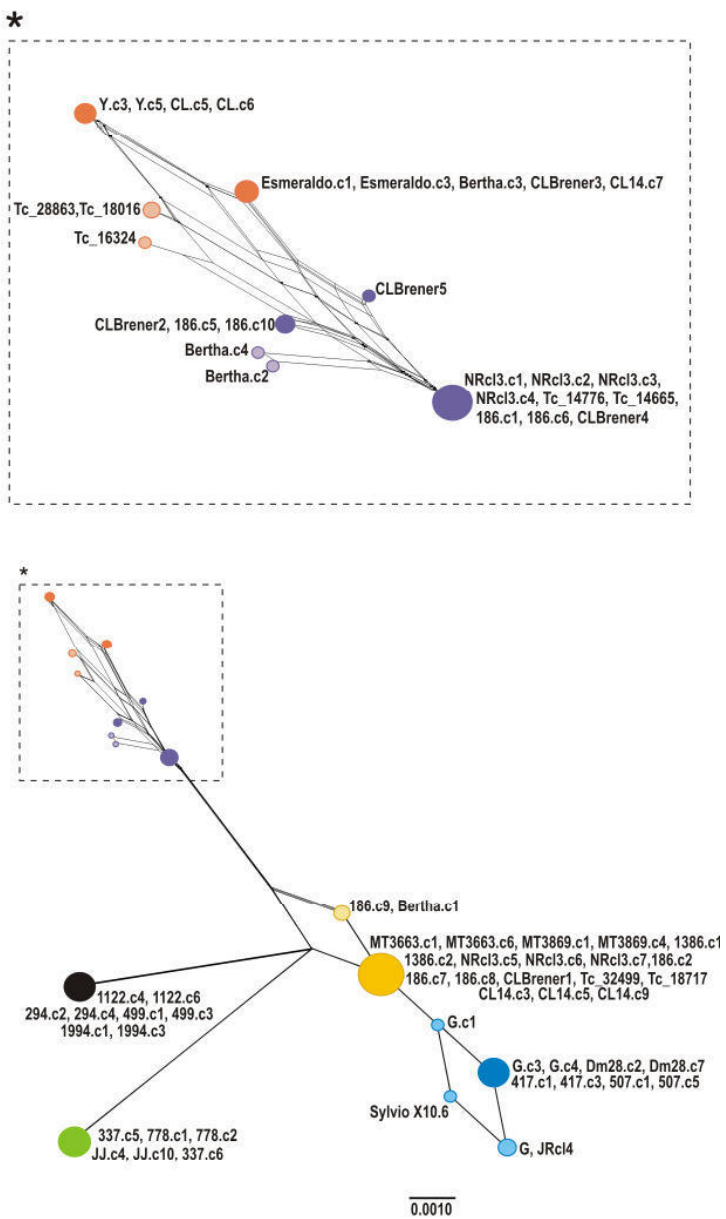 *
Y.c3, Y.c5, CL.c5, CL.c6
Esmeraldo.c1, Esmeraldo.c3, Bertha.c3, CLBrener3, CL14.c7
Tc_28863,Tc_18016
Tc_16324
CLBrener5
CLBrener2, 186.c5, 186.c10
Bertha.c4
Bertha.c2
NRcl3.c1, NRcl3.c2, NRcl3.c3,
NRcl3.c4, Tc_14776, Tc_14665,
186.c1, 186.c6, CLBrener4
*
186.c9, Bertha.c1
MT3663.c1, MT3663.c6, MT3869.c1, MT3869.c4, 1386.c1
1386.c2, NRcl3.c5, NRcl3.c6, NRcl3.c7,186.c2
186.c7, 186.c8, CLBrener1, Tc_32499, Tc_18717
CL14.c3, CL14.c5, CL14.c9
1122.c4, 1122.c6
294.c2, 294.c4, 499.c1, 499.c3
1994.c1, 1994.c3
G.c1
G.c3, G.c4, Dm28.c2, Dm28.c7
417.c1, 417.c3, 507.c1, 507.c5
Sylvio X10.6
G, JRcl4
337.c5, 778.c1, 778.c2
JJ.c4, JJ.c10, 337.c6
0.0010